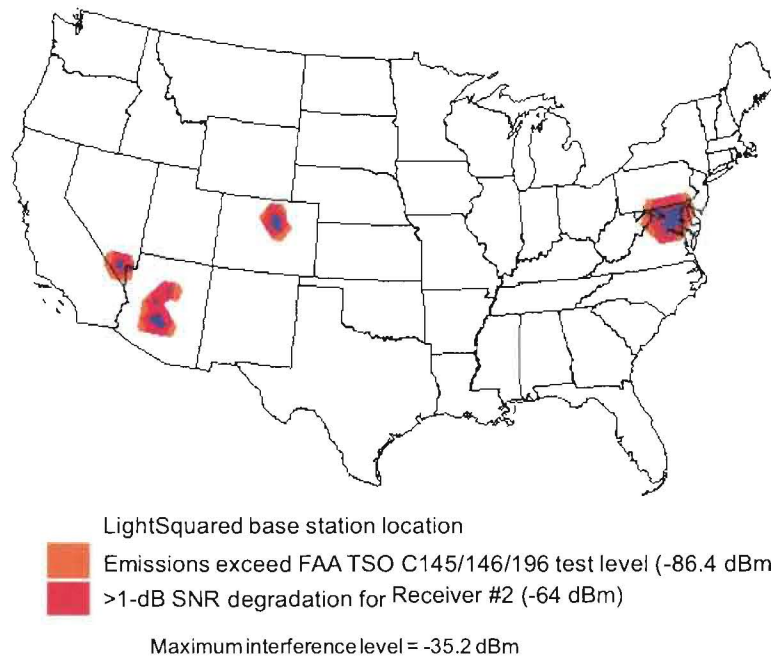 LightSquared base station location
Emissions exceed FAA TSO C145/146/196 test level (-86.4 dBm
>1-dB SNR degradation for Receiver #2 (-64 dBm)
Maximum interference level = -35.2 dBm